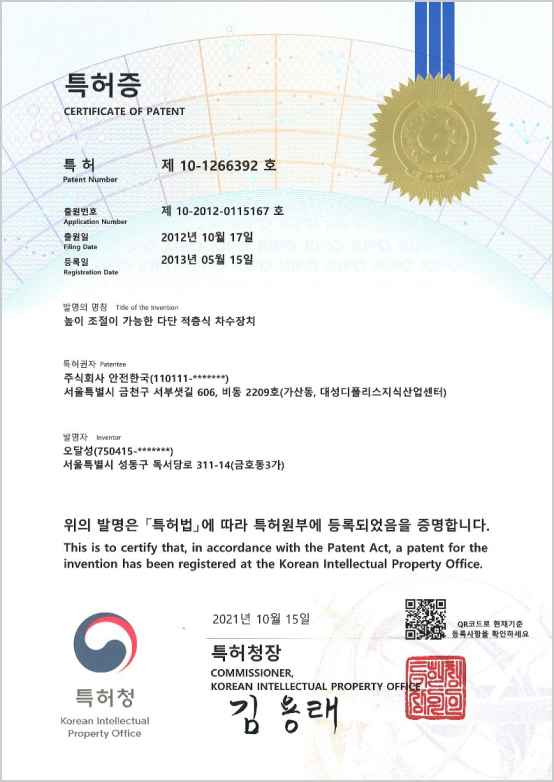 특허증
CERTIFICATE OF PATENT
특 허 제 10-1266392 호
Patent Number
출원번호 제 10-2012-0115167 호
Application Number
출원일 2012년 10월 17일
Filing Date
등록일 2013년 05월 15일
Registration Date
KIPO KIPO KIPO KIPO
발명의 명칭 Title of the Invention
높이 조절이 가능한 다단 적층식 차수장치
특허권자 Patentee
주식회사 안전한국(110111-*******)
서울특별시 금천구 서부샛길 606, 비동 2209호(가산동, 대성디폴리스지식산업센터)
발명자 Inventor
오달성(750415-*******)
서울특별시 성동구 독서당로 311-14(금호동3가)
위의 발명은 「특허법」에 따라 특허원부에 등록되었음을 증명합니다.
This is to certify that, in accordance with the Patent Act, a patent for the
invention has been registered at the Korean Intellectual Property Office.
2021년 10월 15일
QR코드로 현재기준
등록사항을 확인하세요
특허청장
COMMISSIONER,
KOREAN INTELLECTUAL PROPERTY OFFICE
김용래
특허청
Korean Intellectual
Property Office